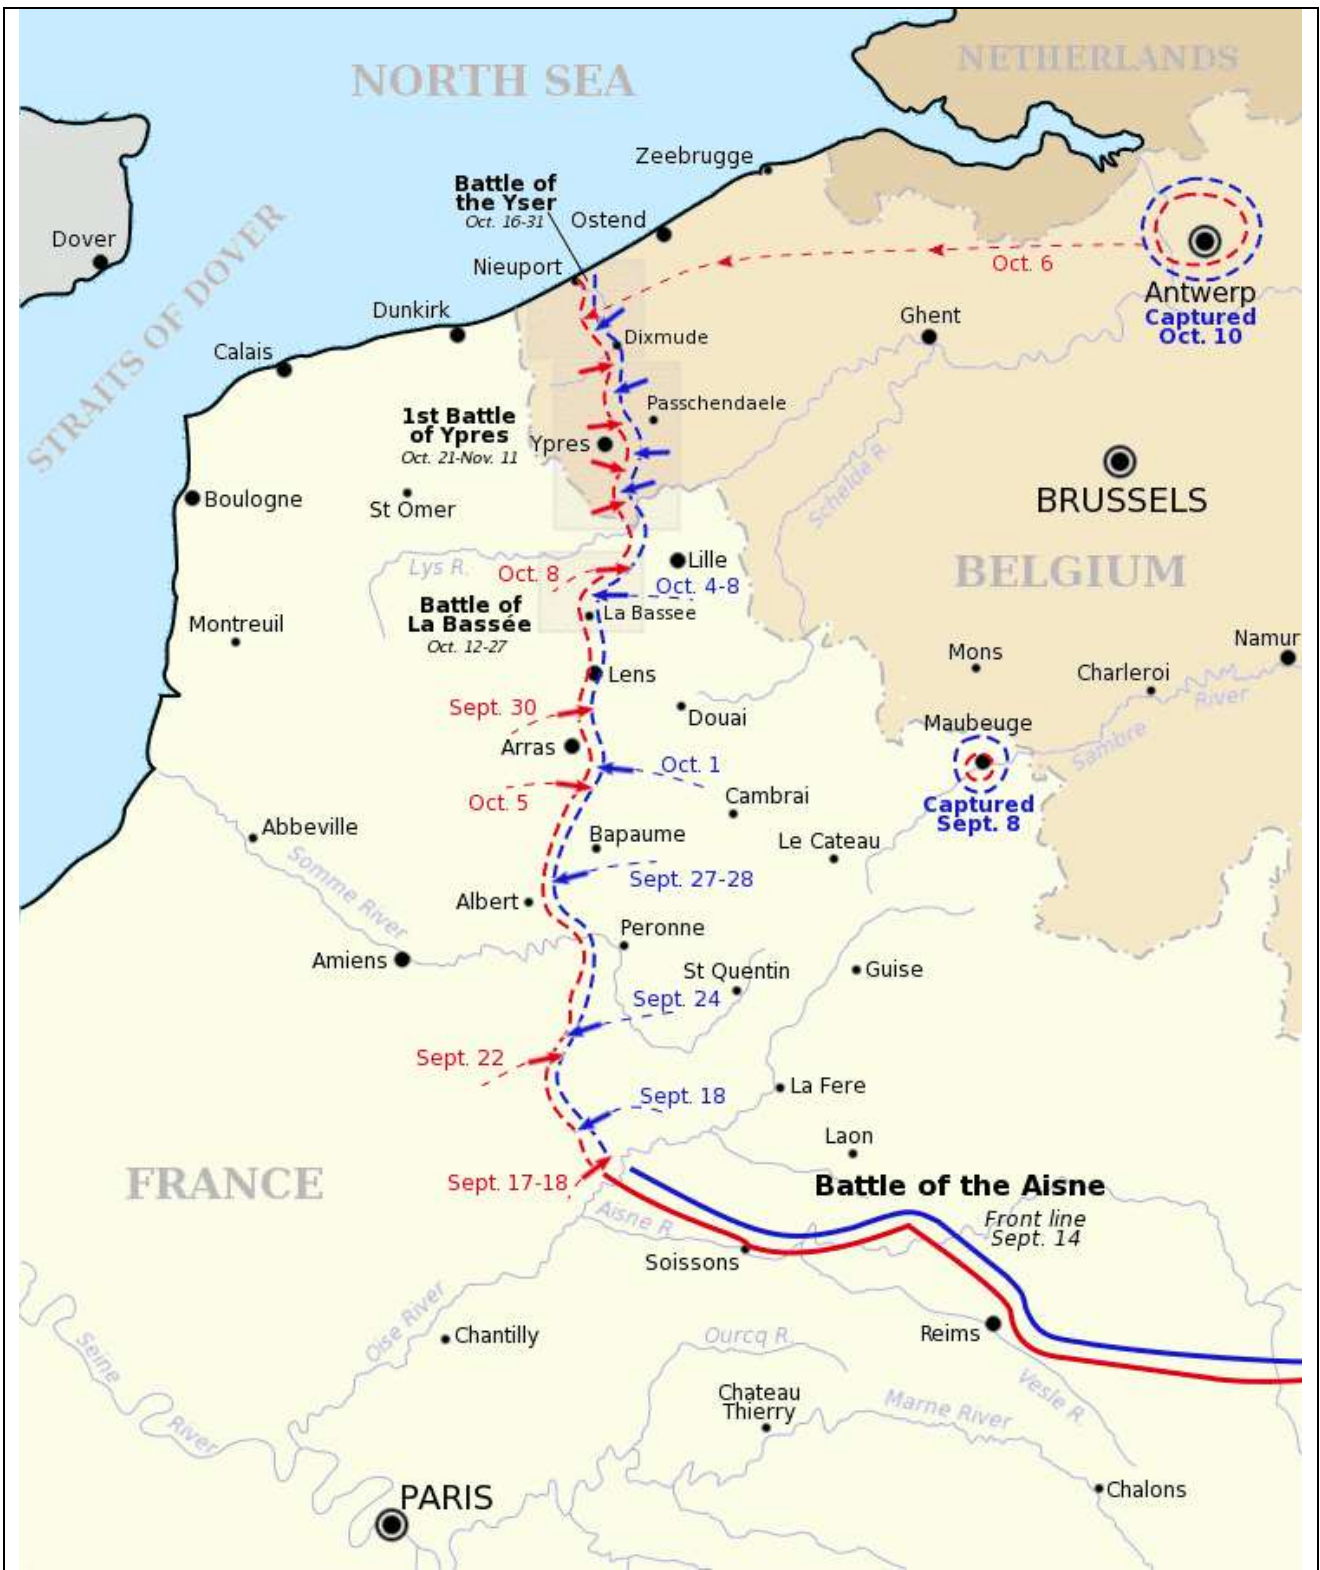 NORTH SEA
NETHERLANDS
Zeebrugge
Battle of
the Yser
Oct. 16-31
Ostend
Dover
Nieuport
Oct. 6
STRAITS OF DOVER
Antwerp
Captured
Oct. 10
Dunkirk
Ghent
Dixmude
Calais
Passchendaele
1st Battle
of Ypres
Oct. 21-Nov. 11
Ypres
Schelde R.
BRUSSELS
Boulogne
St Omer
Lys R.
Oct. 8
Lille
Oct. 4-8
BELGIUM
Battle of
La Bassée
Oct. 12-27
La Bassee
Montreuil
Namur
Mons
Charleroi
Lens
Sambre
River
Sept. 30
Douai
Maubeuge
Arras
Oct. 1
Captured
Sept. 8
Oct. 5
Cambrai
Abbeville
Bapaume
Le Cateau
Somme River
Sept. 27-28
Albert
Peronne
Amiens
St Quentin
Guise
Sept. 24
Sept. 22
La Fere
Sept. 18
Laon
FRANCE
Sept. 17-18
Battle of the Aisne
Front line
Sept. 14
Aisne R.
Soissons
Oise River
Chantilly
Ourcq R.
Reims
Seine
River
Chateau
Thierry
Marne River
Vesle R.
PARIS
Chalons